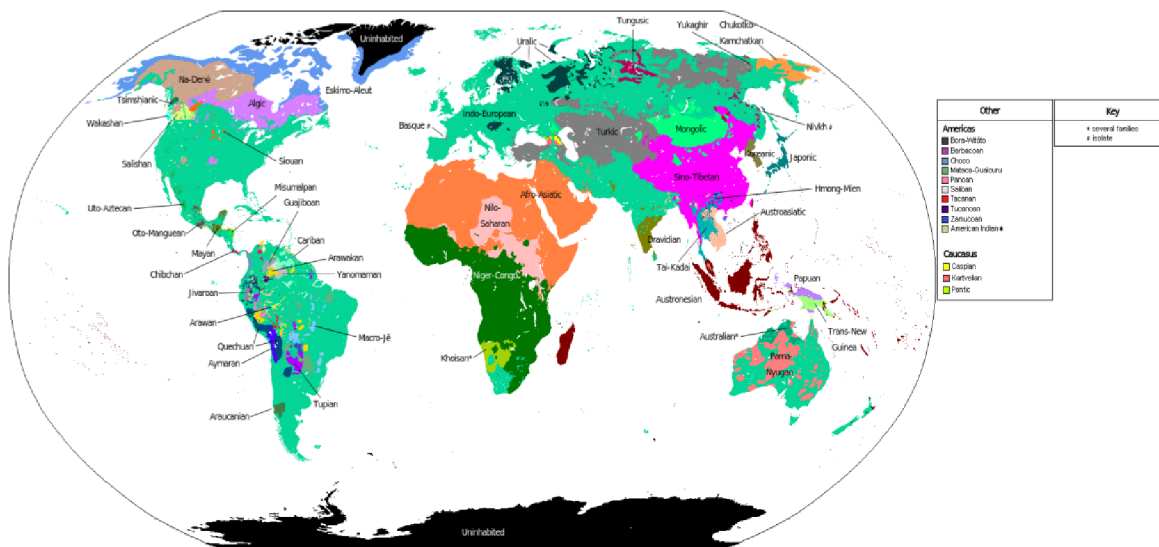 Uninhabited
Tungusic
Yukaghir
Chukotko-
Kamchatkan
Uralic
Na-Dené
Tsimshianic
Wakashan
Algic
Eskimo-Aleut
Salishan
Siouan
Basque #
Indo-European
Turkic
Mongolic
Nivkh #
Koreanic
Japonic
Sino-Tibetan
Hmong-Mien
Misumalpan
Guajiboan
Uto-Aztecan
Oto-Manguean
Mayan
Chibchan
Cariban
Arawakan
Yanomaman
Afro-Asiatic
Nilo-
Saharan
Niger-Congo
Dravidian
Austroasiatic
Tai-Kadai
Austronesian
Papuan
Trans-New
Guinea
Jivaroan
Arawan
Quechuan
Aymaran
Macro-Jê
Tupian
Araucanian
Khoisan*
Australian*
Pama-
Nyugan
Uninhabited
Other
Americas
Bora-Witóto
Barbacoan
Choco
Mataco-Guaicuru
Panoan
Saliban
Tacanan
Tucanoan
Zamucoan
American Indian *
Caucasus
Caspian
Kartvelian
Pontic
Key
* several families
# isolate